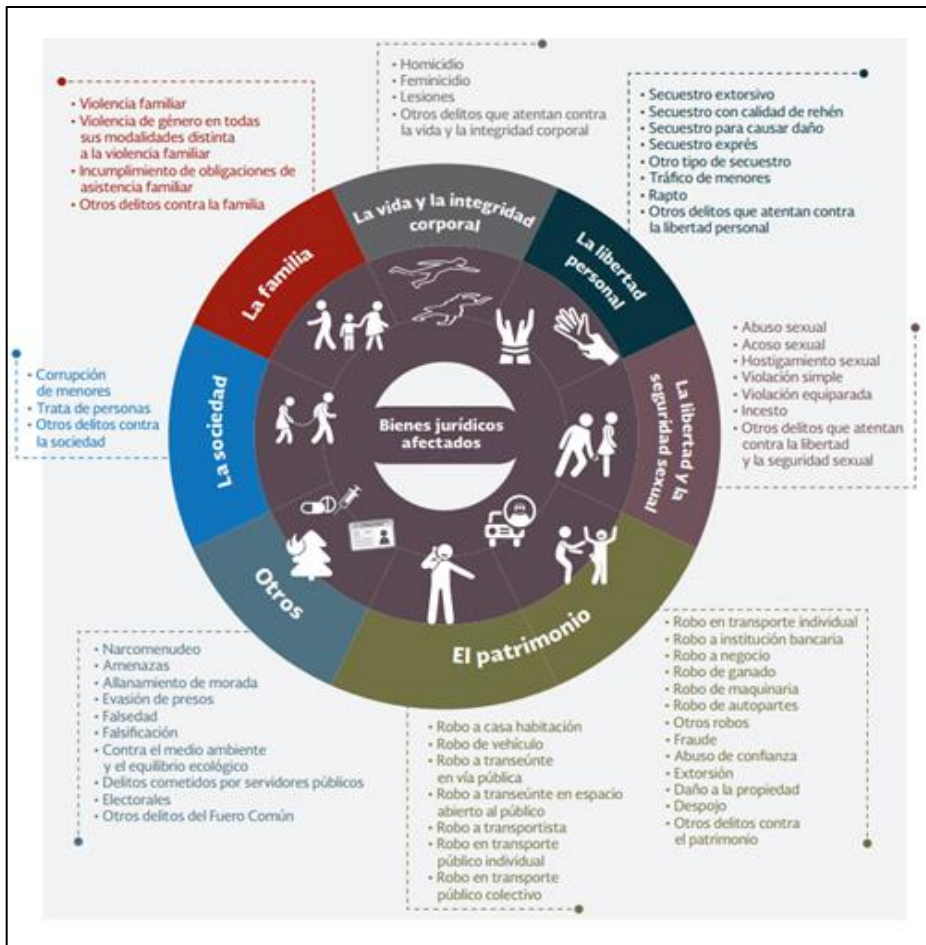 • Homicidio
• Feminicidio
• Lesiones
• Otros delitos que atentan contra
la vida y la integridad corporal
• Violencia familiar
• Violencia de género en todas
sus modalidades distinta
a la violencia familiar
• Incumplimiento de obligaciones de
asistencia familiar
• Otros delitos contra la familia
• Secuestro extorsivo
• Secuestro con calidad de rehén
• Secuestro para causar daño
• Secuestro exprés
• Otro tipo de secuestro
• Tráfico de menores
• Rapto
• Otros delitos que atentan contra
la libertad personal
La vida y la integridad
corporal
La familia
La libertad
personal
• Corrupción
de menores
• Trata de personas
• Otros delitos contra
la sociedad
La sociedad
Bienes jurídicos
afectados
La libertad y la
seguridad sexual
• Abuso sexual
• Acoso sexual
• Hostigamiento sexual
• Violación simple
• Violación equiparada
• Incesto
• Otros delitos que atentan
contra la libertad
y la seguridad sexual
Otros
El patrimonio
• Narcomenudeo
• Amenazas
• Allanamiento de morada
• Evasión de presos
• Falsedad
• Falsificación
• Contra el medio ambiente
y el equilibrio ecológico
• Delitos cometidos por servidores públicos
• Electorales
• Otros delitos del Fuero Común
• Robo a casa habitación
• Robo de vehículo
• Robo a transeúnte
en vía pública
• Robo a transeúnte en espacio
abierto al público
• Robo a transportista
• Robo en transporte
público individual
• Robo en transporte
público colectivo
• Robo en transporte individual
• Robo a institución bancaria
• Robo a negocio
• Robo de ganado
• Robo de maquinaria
• Robo de autopartes
• Otros robos
• Fraude
• Abuso de confianza
• Extorsión
• Daño a la propiedad
• Despojo
• Otros delitos contra
el patrimonio